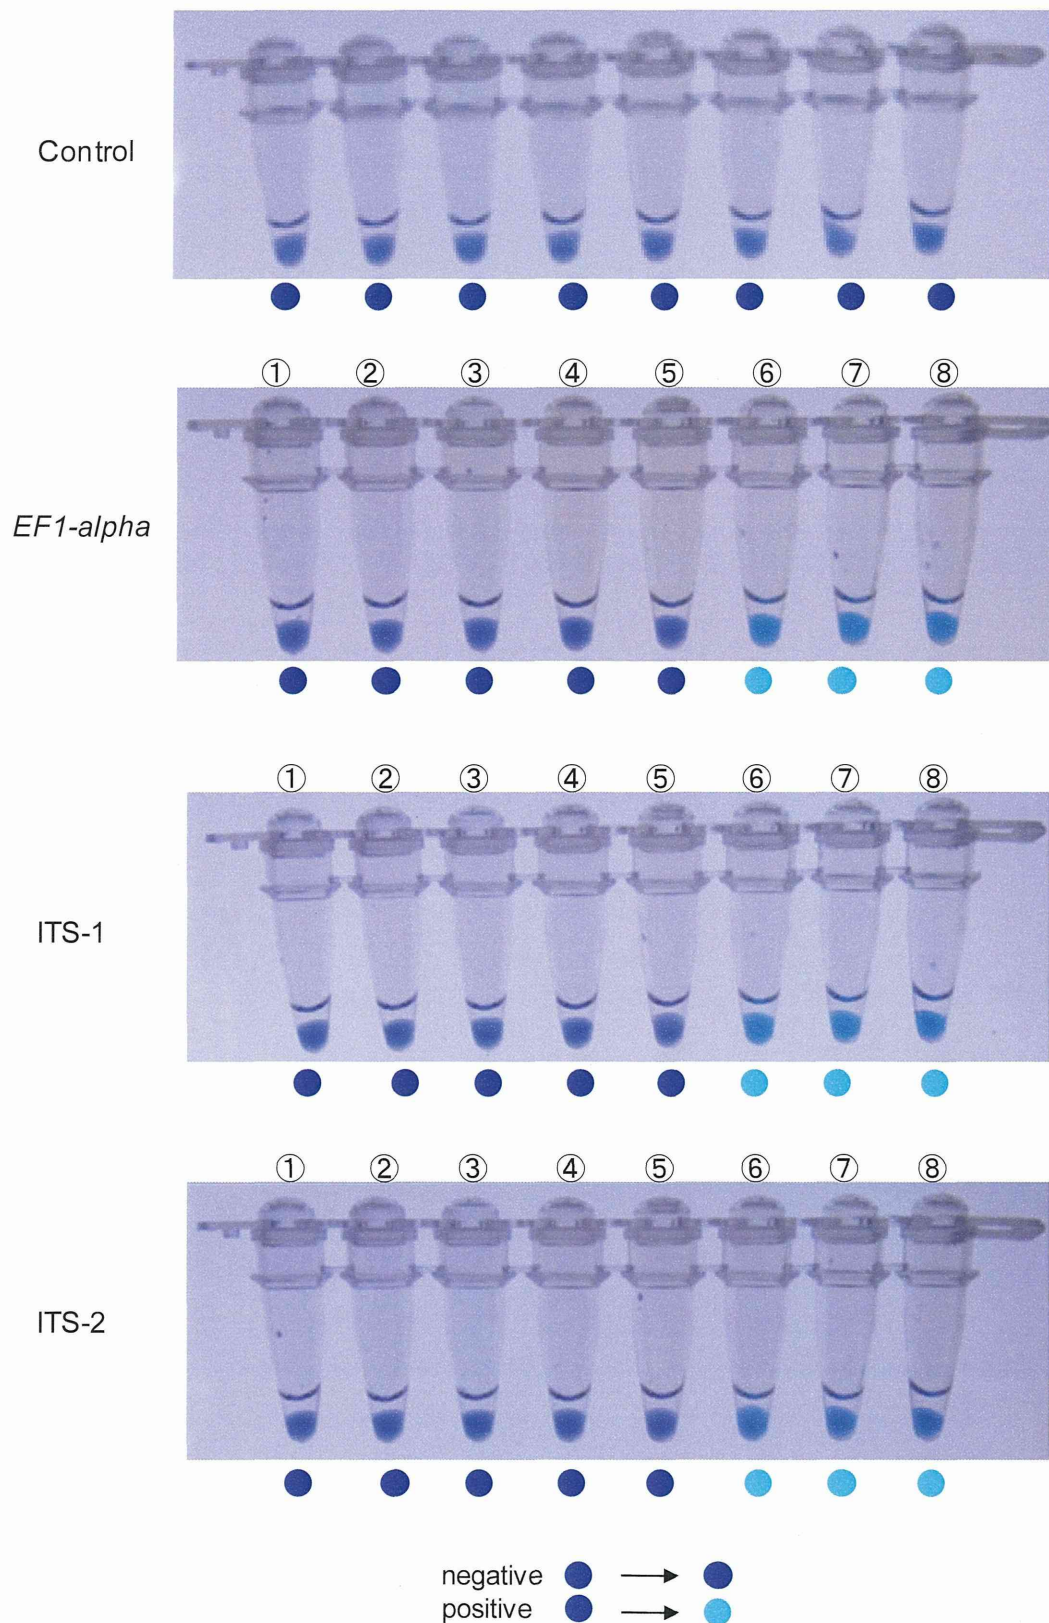 Control
① ② ③ ④ ⑤ ⑥ ⑦ ⑧
EF1-alpha
① ② ③ ④ ⑤ ⑥ ⑦ ⑧
ITS-1
① ② ③ ④ ⑤ ⑥ ⑦ ⑧
ITS-2
negative
positive